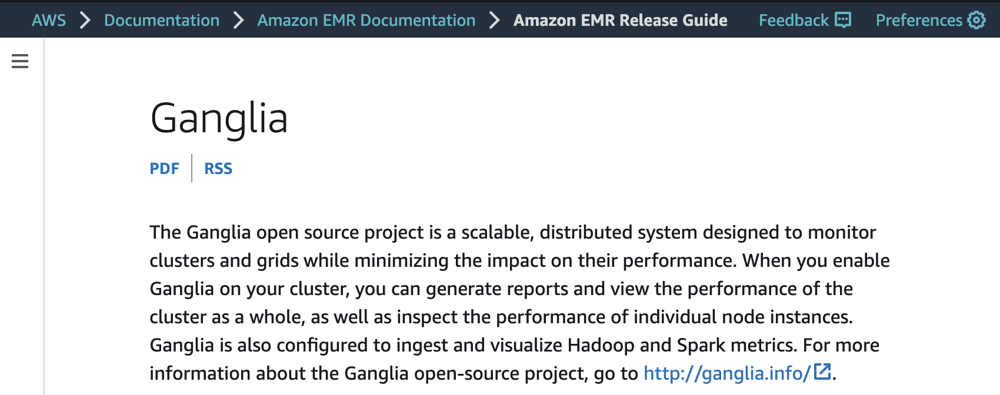 AWS Documentation Amazon EMR Documentation Amazon EMR Release Guide Feedback Preferences
Ganglia
PDF RSS
The Ganglia open source project is a scalable, distributed system designed to monitor
clusters and grids while minimizing the impact on their performance. When you enable
Ganglia on your cluster, you can generate reports and view the performance of the
cluster as a whole, as well as inspect the performance of individual node instances.
Ganglia is also configured to ingest and visualize Hadoop and Spark metrics. For more
information about the Ganglia open-source project, go to http://ganglia.info/.